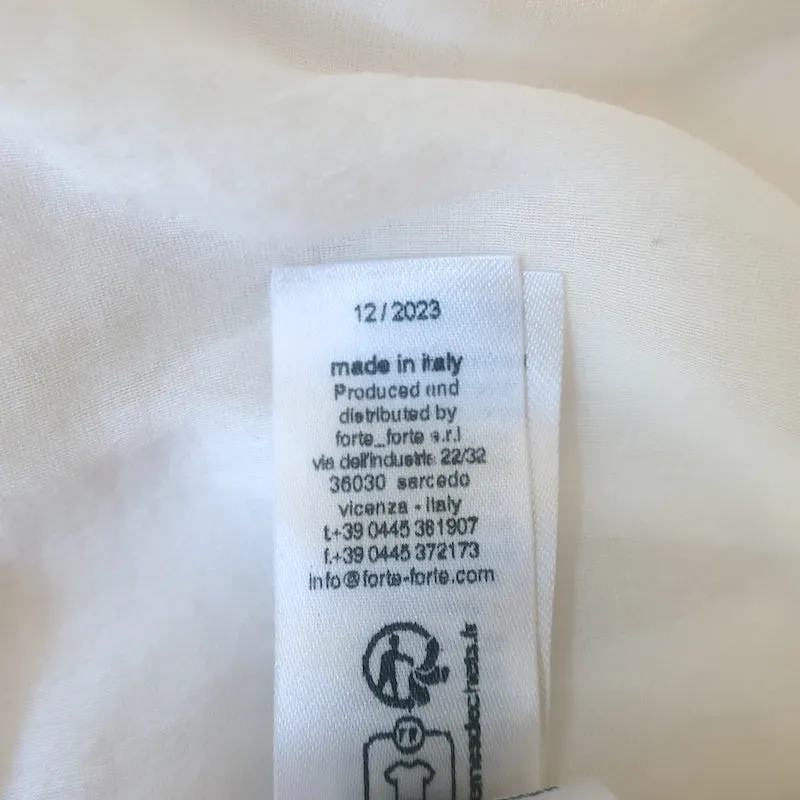 12/2023
made in italy
Produced and
distributed by
forte_forte s.r.l
via dell'industria 22/32
36030 sarcedo
vicenza - italy
t.+39 0445 381907
f.+39 0445 372173
info@forte-forte.com
FR